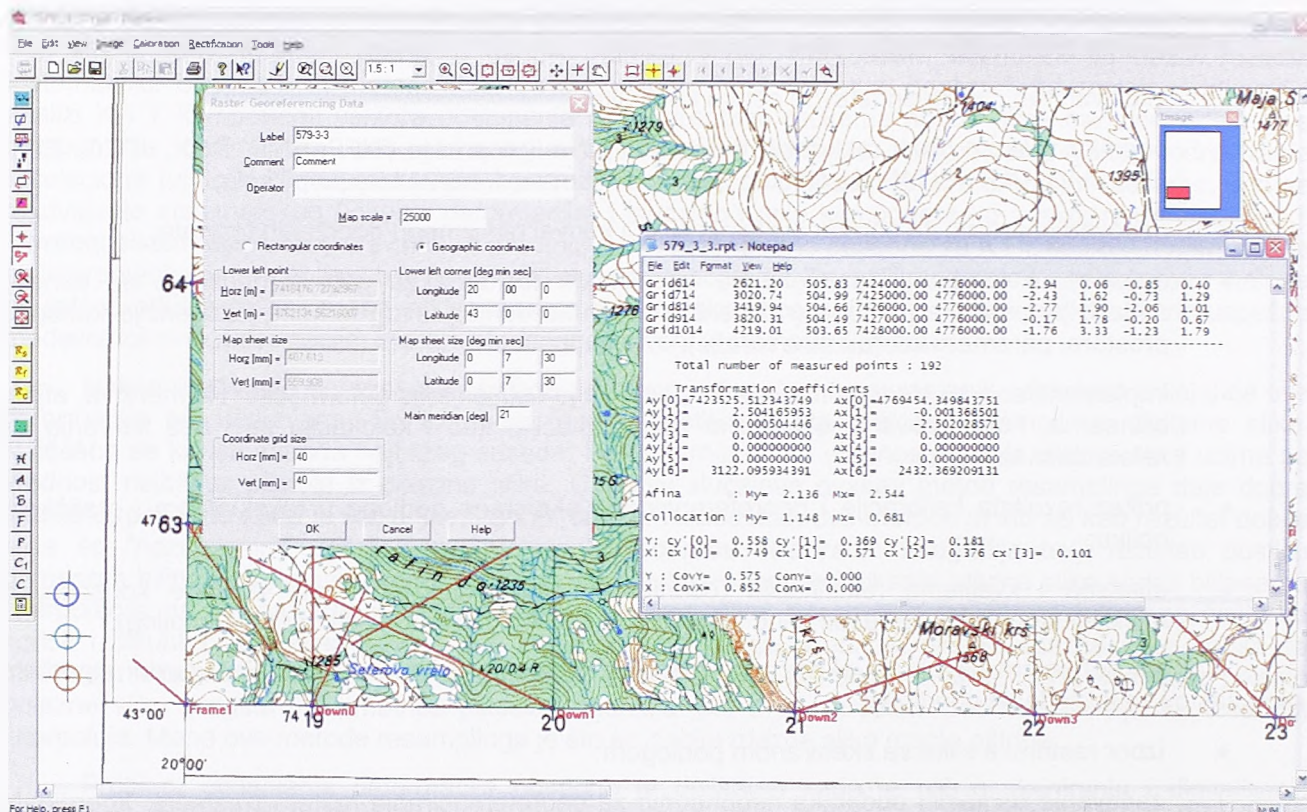 File Edit View Image Calibration Rectification Tools Help
1.5 : 1
Raster Georeferencing Data
Label 579-3-3
Comment Comment
Operator
Map scale = 25000
Rectangular coordinates
Geographic coordinates
Lower left point
Horz [m] =
Vert [m] =
Lower left corner [deg min sec]
Longitude 20 00 0
Latitude 43 0 0
Map sheet size
Horz [mm] = 407.613
Vert [mm] =
Map sheet size [deg min sec]
Longitude 0 7 30
Latitude 0 7 30
Main meridian [deg] 21
Coordinate grid size
Horz [mm] = 40
Vert [mm] = 40
OK Cancel Help
Image
579_3_3.rpt - Notepad
File Edit Format View Help
Grid614 2621.20 505.83 7424000.00 4776000.00 -2.94 0.06 -0.85 0.40
Grid714 3020.74 504.99 7425000.00 4776000.00 -2.43 1.62 -0.73 1.29
Grid814 3419.94 504.66 7426000.00 4776000.00 -2.77 1.90 -2.06 1.01
Grid914 3820.31 504.49 7427000.00 4776000.00 -0.17 1.78 -0.20 0.67
Grid1014 4219.01 503.65 7428000.00 4776000.00 -1.76 3.33 -1.23 1.79
Total number of measured points : 192
Transformation coefficients
Ay[0]=7423525.512343749 Ax[0]=4769454.349843751
Ay[1]= 2.504165953 Ax[1]= -0.001368501
Ay[2]= 0.000504446 Ax[2]= -2.502028571
Ay[3]= 0.000000000 Ax[3]= 0.000000000
Ay[4]= 0.000000000 Ax[4]= 0.000000000
Ay[5]= 0.000000000 Ax[5]= 0.000000000
Ay[6]= 3122.095934391 Ax[6]= 2432.369209131
Afina : My= 2.136 Mx= 2.544
Collocation : My= 1.148 Mx= 0.681
Y: cy'[0]= 0.558 cy'[1]= 0.369 cy'[2]= 0.181
X: cx'[0]= 0.749 cx'[1]= 0.571 cx'[2]= 0.376 cx'[3]= 0.101
Y : CovY= 0.575 ConY= 0.000
X : CovX= 0.852 ConX= 0.000
1404
Maja
1477
1279
3
3
2
1395
64
1276
4763
3
1235
1285
Seferova vrelo
20/0.4 R
Moravski krš
1568
3
43°00'
Frame1
7419
Down0
20
Down1
21
Down2
22
Down3
23
20°00'
For Help, press F1
NUM